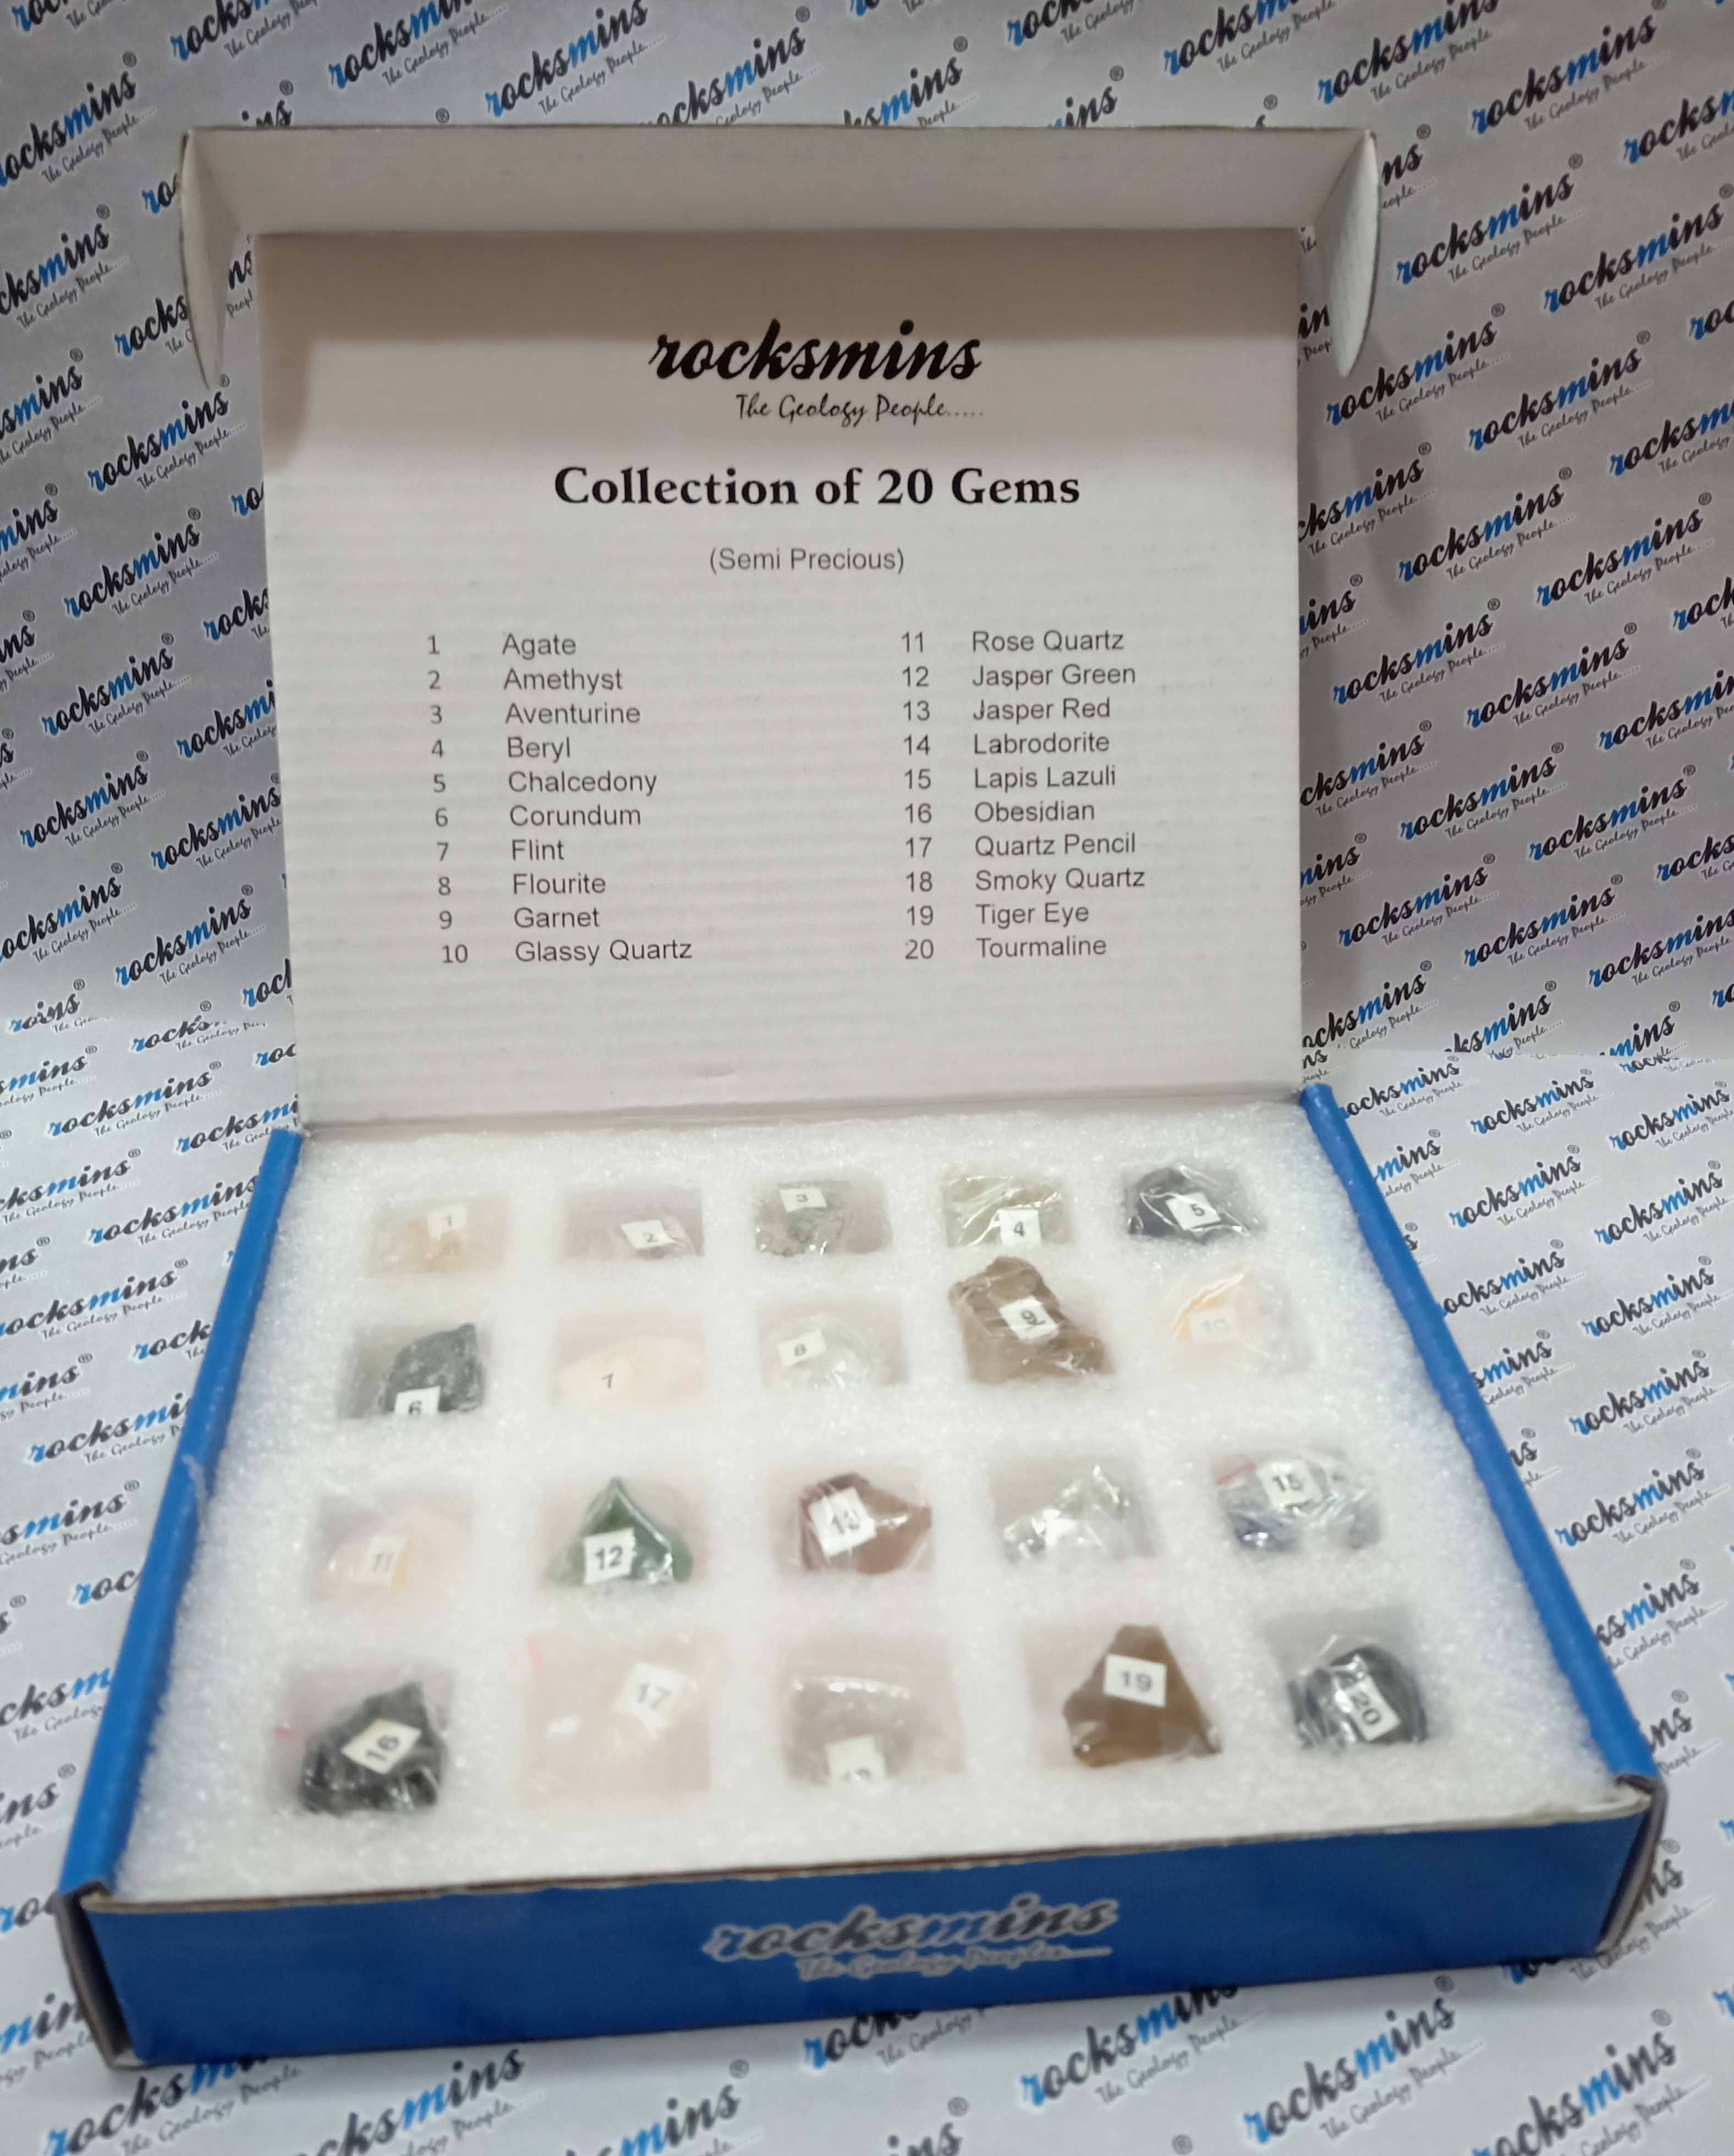 rocksmins
The Geology People.....
Collection of 20 Gems
(Semi Precious)
1 Agate
2 Amethyst
3 Aventurine
4 Beryl
5 Chalcedony
6 Corundum
7 Flint
8 Flourite
9 Garnet
10 Glassy Quartz
11 Rose Quartz
12 Jasper Green
13 Jasper Red
14 Labrodorite
15 Lapis Lazuli
16 Obesidian
17 Quartz Pencil
18 Smoky Quartz
19 Tiger Eye
20 Tourmaline
1 2 3 4 5
6 7 8 9 10
11 12 13 15
16 17 19 20
rocksmins
The Geology People.....